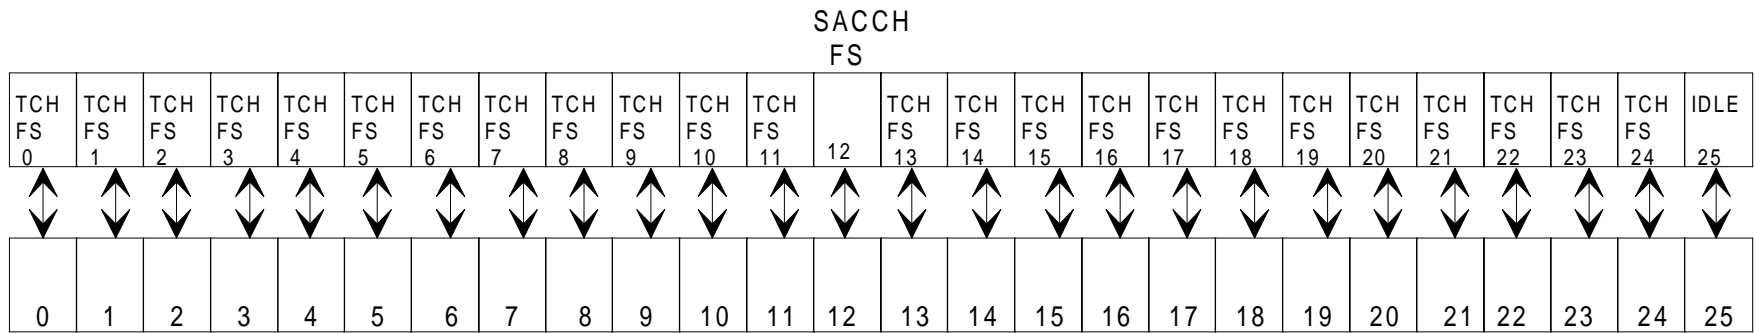 SACCH
FS
TCH TCH TCH TCH TCH TCH TCH TCH TCH TCH TCH TCH TCH TCH TCH TCH TCH TCH TCH TCH TCH TCH TCH TCH IDLE
FS FS FS FS FS FS FS FS FS FS FS FS FS FS FS FS FS FS FS FS FS FS FS FS
0 1 2 3 4 5 6 7 8 9 10 11 12 13 14 15 16 17 18 19 20 21 22 23 24 25
0 1 2 3 4 5 6 7 8 9 10 11 12 13 14 15 16 17 18 19 20 21 22 23 24 25